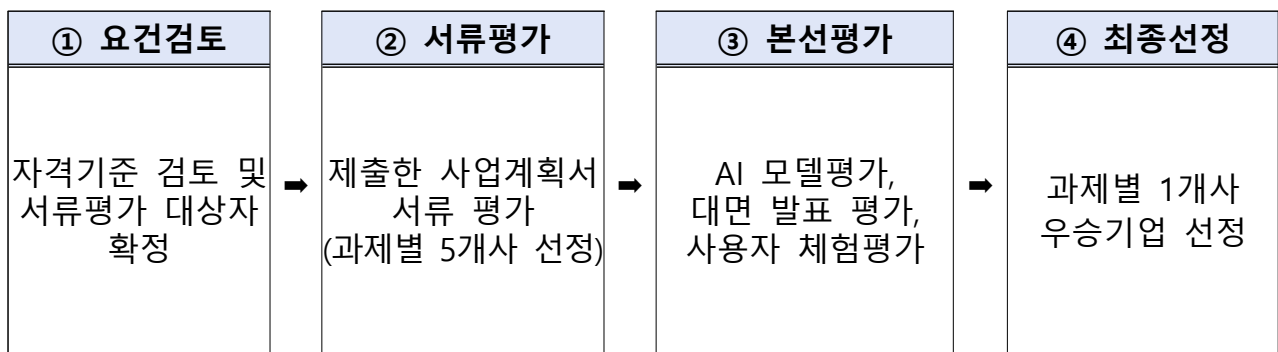 ① 요건검토
자격기준 검토 및
서류평가 대상자
확정
➡
② 서류평가
제출한 사업계획서
서류 평가
(과제별 5개사 선정)
➡
③ 본선평가
AI 모델평가,
대면 발표 평가,
사용자 체험평가
➡
④ 최종선정
과제별 1개사
우승기업 선정